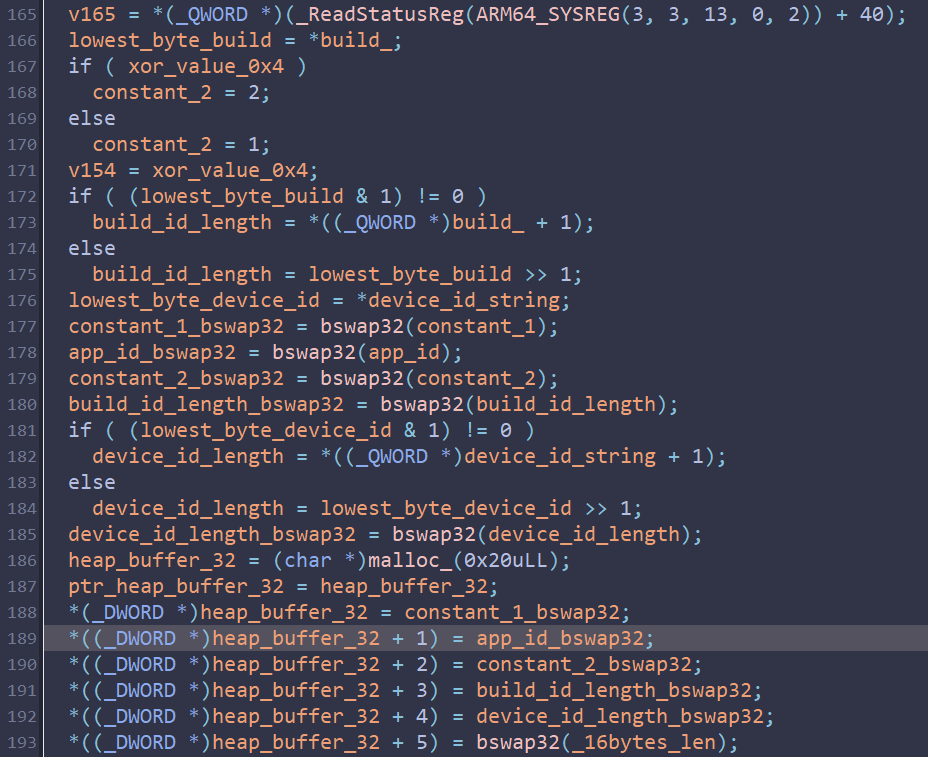 165 v165 = *(_QWORD *)(_ReadStatusReg(ARM64_SYSREG(3, 3, 13, 0, 2)) + 40);
166 lowest_byte_build = *build_;
167 if ( xor_value_0x4 )
168 constant_2 = 2;
169 else
170 constant_2 = 1;
171 v154 = xor_value_0x4;
172 if ( (lowest_byte_build & 1) != 0 )
173 build_id_length = *((_QWORD *)build_ + 1);
174 else
175 build_id_length = lowest_byte_build >> 1;
176 lowest_byte_device_id = *device_id_string;
177 constant_1_bswap32 = bswap32(constant_1);
178 app_id_bswap32 = bswap32(app_id);
179 constant_2_bswap32 = bswap32(constant_2);
180 build_id_length_bswap32 = bswap32(build_id_length);
181 if ( (lowest_byte_device_id & 1) != 0 )
182 device_id_length = *((_QWORD *)device_id_string + 1);
183 else
184 device_id_length = lowest_byte_device_id >> 1;
185 device_id_length_bswap32 = bswap32(device_id_length);
186 heap_buffer_32 = (char *)malloc_(0x20uLL);
187 ptr_heap_buffer_32 = heap_buffer_32;
188 *(_DWORD *)heap_buffer_32 = constant_1_bswap32;
189 *((_DWORD *)heap_buffer_32 + 1) = app_id_bswap32;
190 *((_DWORD *)heap_buffer_32 + 2) = constant_2_bswap32;
191 *((_DWORD *)heap_buffer_32 + 3) = build_id_length_bswap32;
192 *((_DWORD *)heap_buffer_32 + 4) = device_id_length_bswap32;
193 *((_DWORD *)heap_buffer_32 + 5) = bswap32(_16bytes_len);